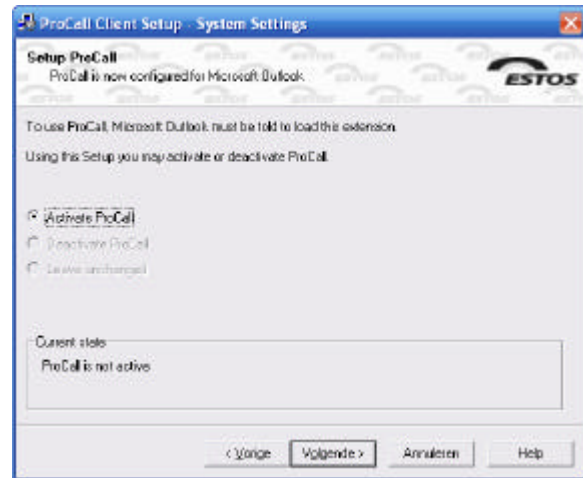 ProCall Client Setup - System Settings
Setup ProCall
ProCall is now configured for Microsoft Outlook.
ESTOS
To use ProCall, Microsoft Outlook must be told to load this extension.
Using this Setup you may activate or deactivate ProCall.
Activate ProCall
Deactivate ProCall
Leave unchanged
Current state
ProCall is not active
< Vorige
Volgende >
Annuleren
Help